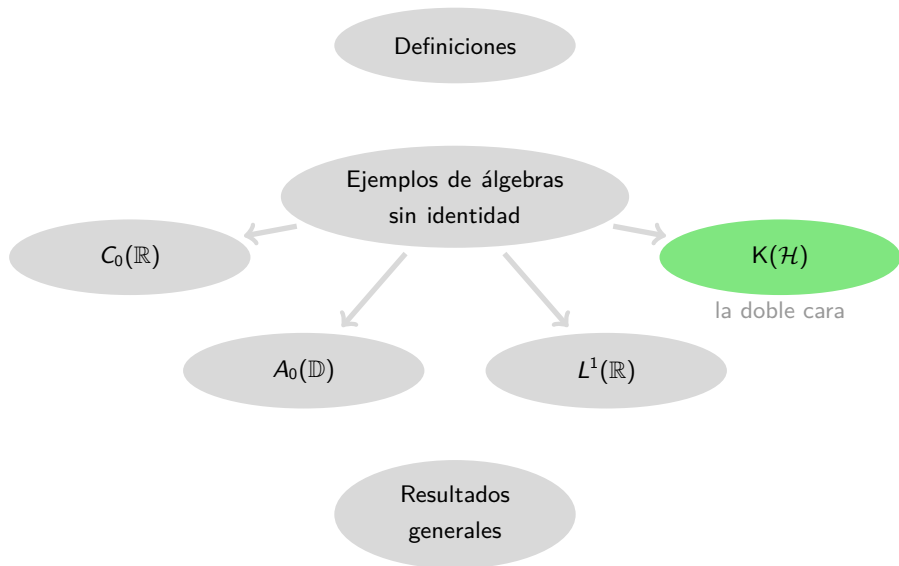 Definiciones
Ejemplos de álgebras
sin identidad
C₀(ℝ)
K(ℋ)
la doble cara
A₀(𝔻)
L¹(ℝ)
Resultados
generales